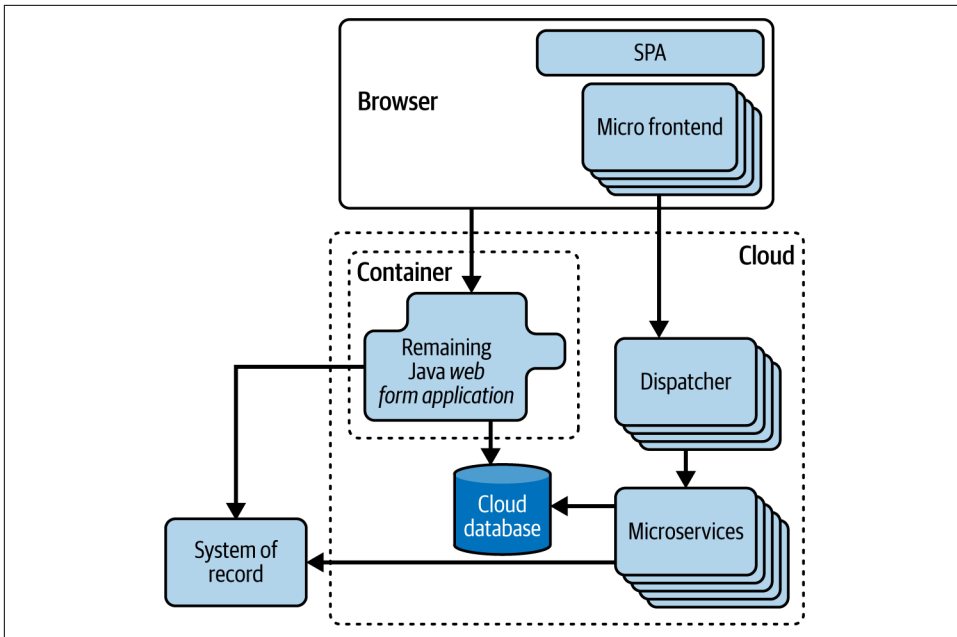 SPA
Browser
Micro frontend
Cloud
Container
Remaining
Java web
form application
Dispatcher
Cloud
database
Microservices
System of
record